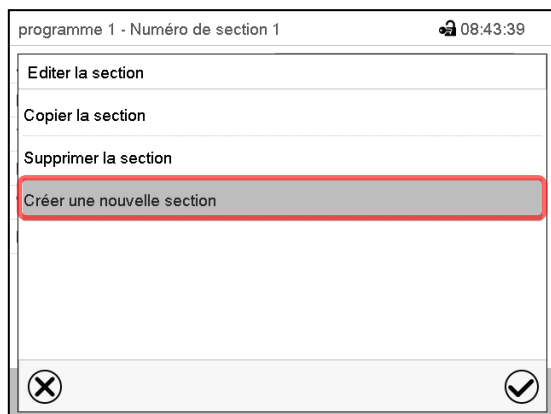 programme 1 - Numéro de section 1 08:43:39
Editer la section
Copier la section
Supprimer la section
Créer une nouvelle section